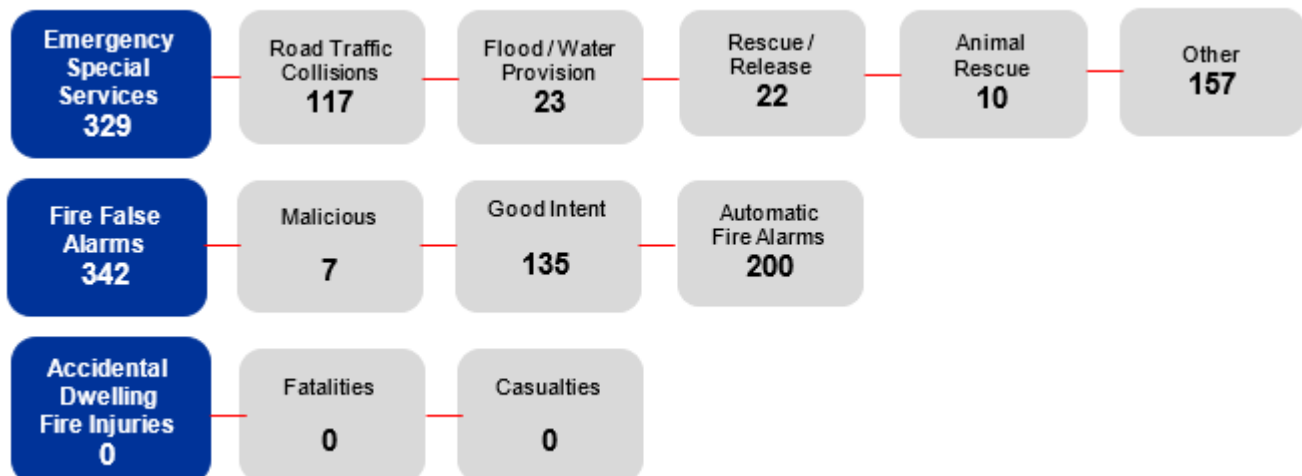 Emergency
Special
Services
329
Road Traffic
Collisions
117
Flood / Water
Provision
23
Rescue /
Release
22
Animal
Rescue
10
Other
157
Fire False
Alarms
342
Malicious
7
Good Intent
135
Automatic
Fire Alarms
200
Accidental
Dwelling
Fire Injuries
0
Fatalities
0
Casualties
0